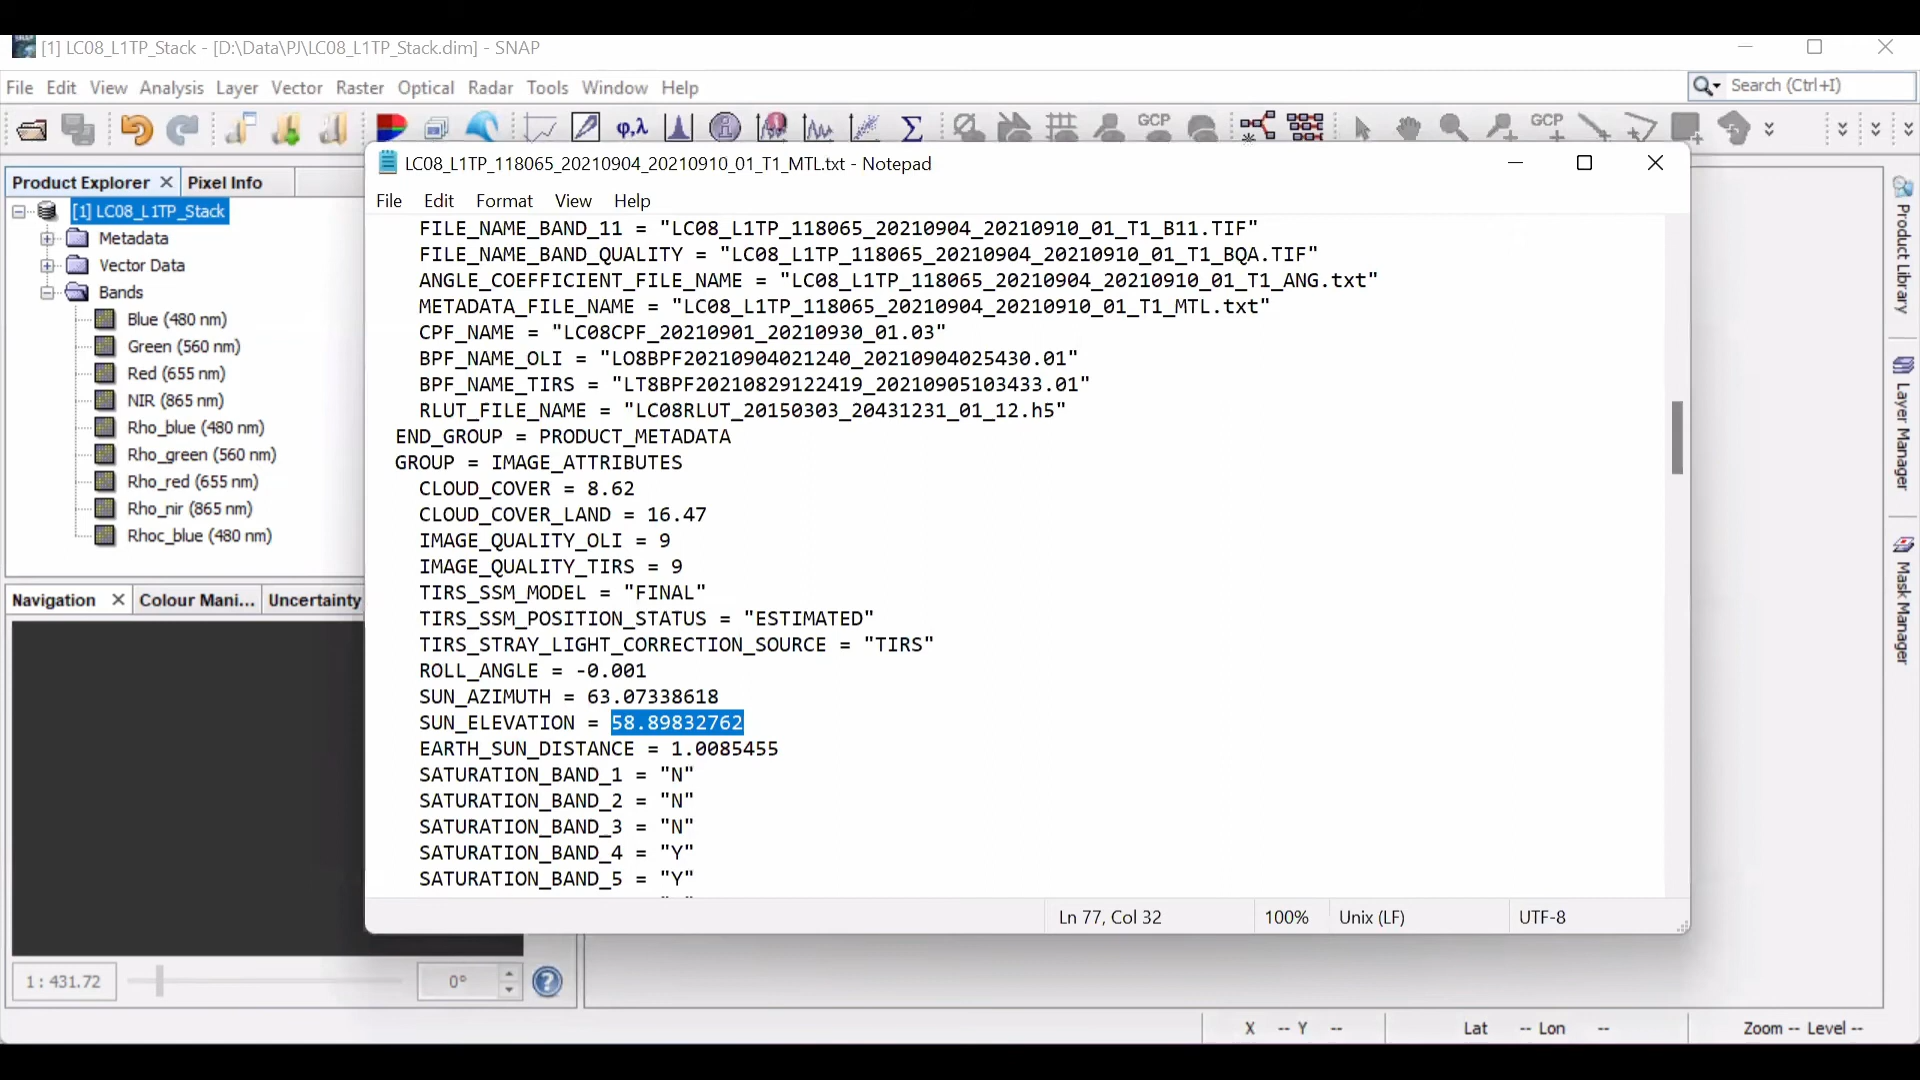 [1] LC08_L1TP_Stack - [D:\Data\PJ\LC08_L1TP_Stack.dim] - SNAP
File Edit View Analysis Layer Vector Raster Optical Radar Tools Window Help
Search (Ctrl+I)
GCP
GCP
Product Explorer
Pixel Info
[1] LC08_L1TP_Stack
Metadata
Vector Data
Bands
Blue (480 nm)
Green (560 nm)
Red (655 nm)
NIR (865 nm)
Rho_blue (480 nm)
Rho_green (560 nm)
Rho_red (655 nm)
Rho_nir (865 nm)
Rhoc_blue (480 nm)
Navigation
Colour Mani...
Uncertainty
1 : 431.72
0°
LC08_L1TP_118065_20210904_20210910_01_T1_MTL.txt - Notepad
File Edit Format View Help
FILE_NAME_BAND_11 = "LC08_L1TP_118065_20210904_20210910_01_T1_B11.TIF"
FILE_NAME_BAND_QUALITY = "LC08_L1TP_118065_20210904_20210910_01_T1_BQA.TIF"
ANGLE_COEFFICIENT_FILE_NAME = "LC08_L1TP_118065_20210904_20210910_01_T1_ANG.txt"
METADATA_FILE_NAME = "LC08_L1TP_118065_20210904_20210910_01_T1_MTL.txt"
CPF_NAME = "LC08CPF_20210901_20210930_01.03"
BPF_NAME_OLI = "LO8BPF20210904021240_20210904025430.01"
BPF_NAME_TIRS = "LT8BPF20210829122419_20210905103433.01"
RLUT_FILE_NAME = "LC08RLUT_20150303_20431231_01_12.h5"
END_GROUP = PRODUCT_METADATA
GROUP = IMAGE_ATTRIBUTES
CLOUD_COVER = 8.62
CLOUD_COVER_LAND = 16.47
IMAGE_QUALITY_OLI = 9
IMAGE_QUALITY_TIRS = 9
TIRS_SSM_MODEL = "FINAL"
TIRS_SSM_POSITION_STATUS = "ESTIMATED"
TIRS_STRAY_LIGHT_CORRECTION_SOURCE = "TIRS"
ROLL_ANGLE = -0.001
SUN_AZIMUTH = 63.07338618
SUN_ELEVATION = 58.89832762
EARTH_SUN_DISTANCE = 1.0085455
SATURATION_BAND_1 = "N"
SATURATION_BAND_2 = "N"
SATURATION_BAND_3 = "N"
SATURATION_BAND_4 = "Y"
SATURATION_BAND_5 = "Y"
Ln 77, Col 32
100%
Unix (LF)
UTF-8
Product Library
Layer Manager
Mask Manager
X -- Y --
Lat -- Lon --
Zoom -- Level --